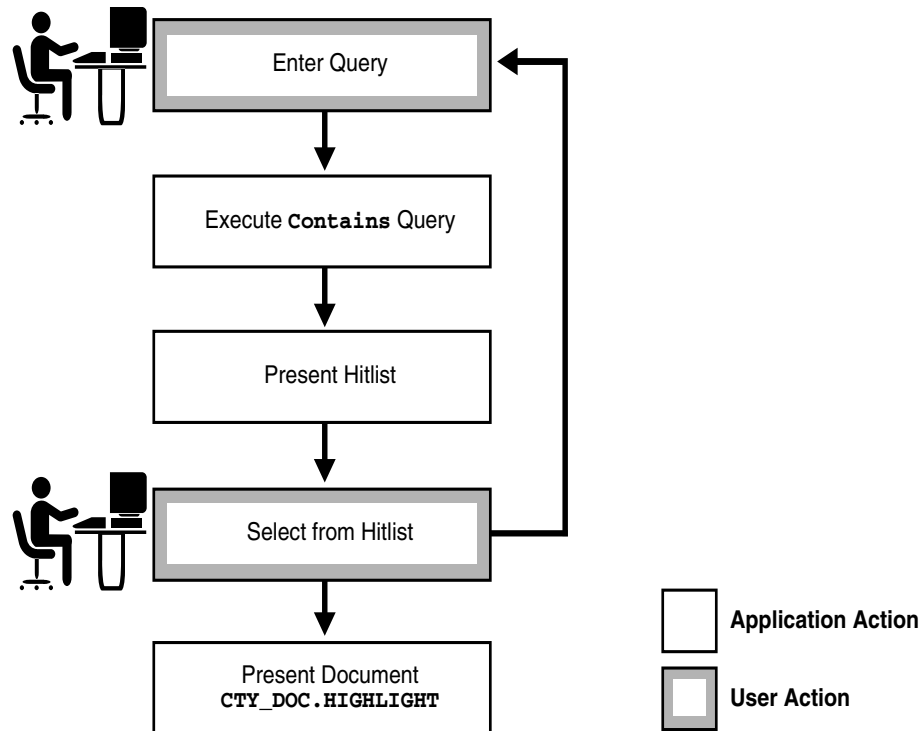 Enter Query
Execute Contains Query
Present Hitlist
Select from Hitlist
Present Document
CTY_DOC.HIGHLIGHT
Application Action
User Action